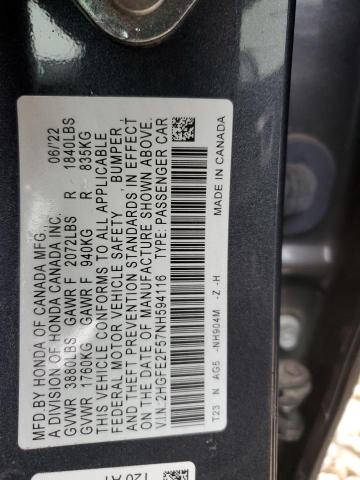 MFD. BY HONDA OF CANADA MFG., 06/'22
A DIVISION OF HONDA CANADA INC.
GVWR 3880LBS GAWR F 2072LBS R 1840LBS
GVWR 1760KG GAWR F 940KG R 835KG
THIS VEHICLE CONFORMS TO ALL APPLICABLE
FEDERAL MOTOR VEHICLE SAFETY, BUMPER,
AND THEFT PREVENTION STANDARDS IN EFFECT
ON THE DATE OF MANUFACTURE SHOWN ABOVE.
V.I.N.:2HGFE2F57NH594116 TYPE: PASSENGER CAR
T23 N AG5 -NH904M -Z -H
MADE IN CANADA